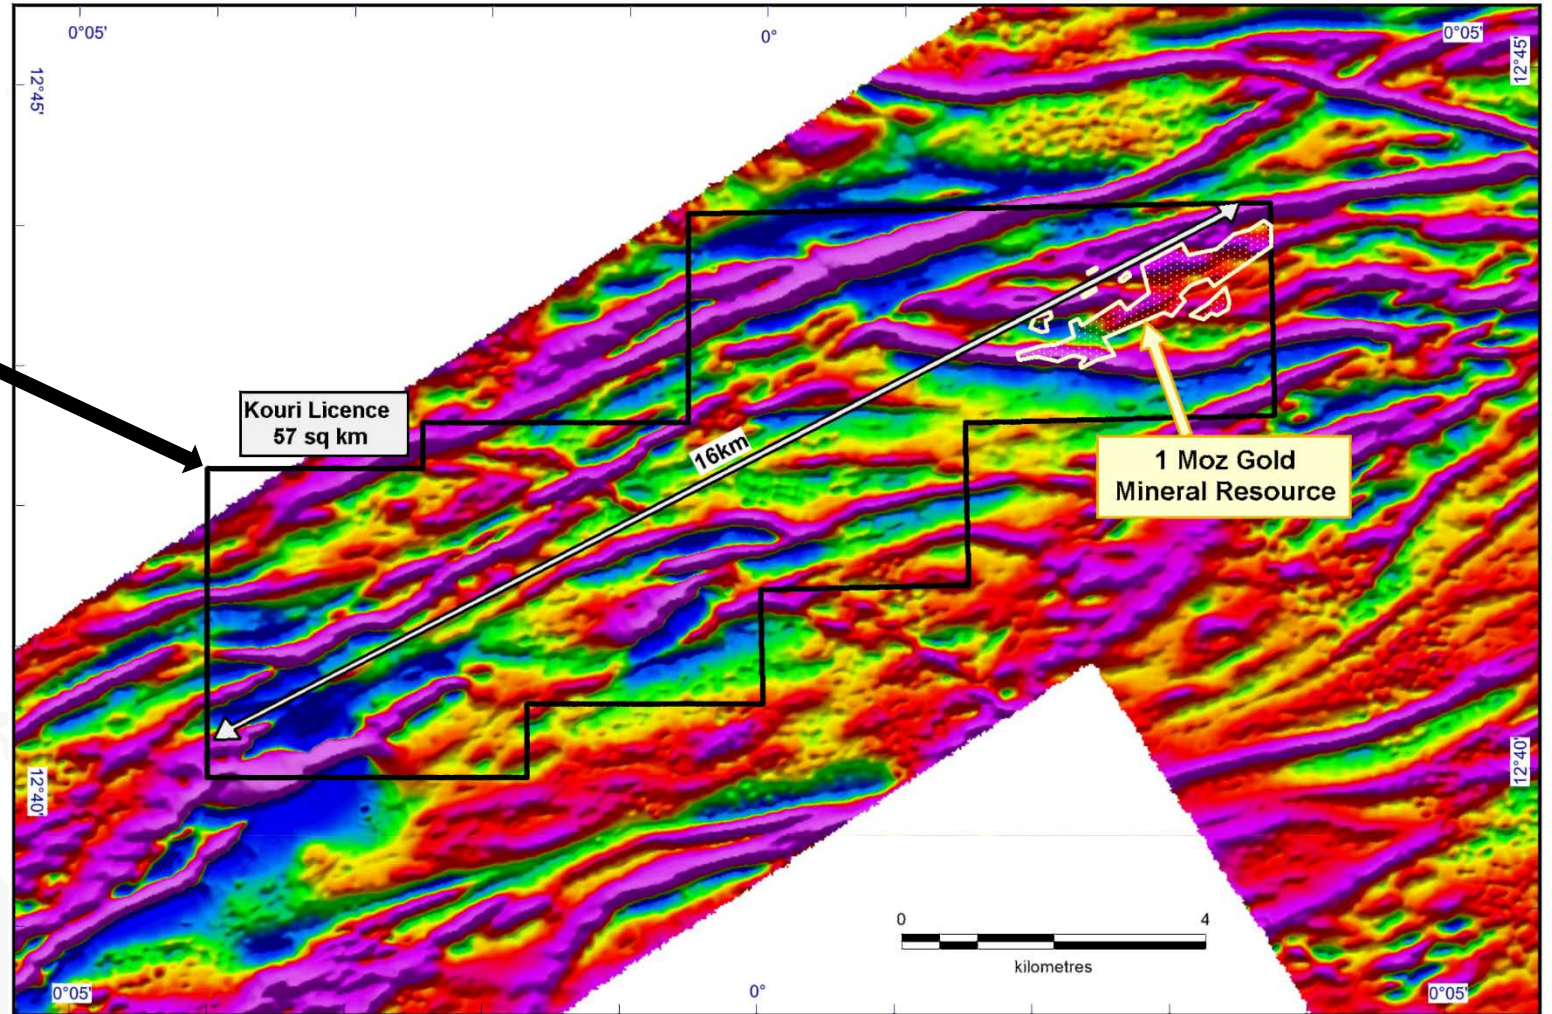 0°05'
0°
0°05'
12°45'
12°45'
Kouri Licence
57 sq km
16km
1 Moz Gold
Mineral Resource
12°40'
12°40'
0
4
kilometres
0°05'
0°
0°05'